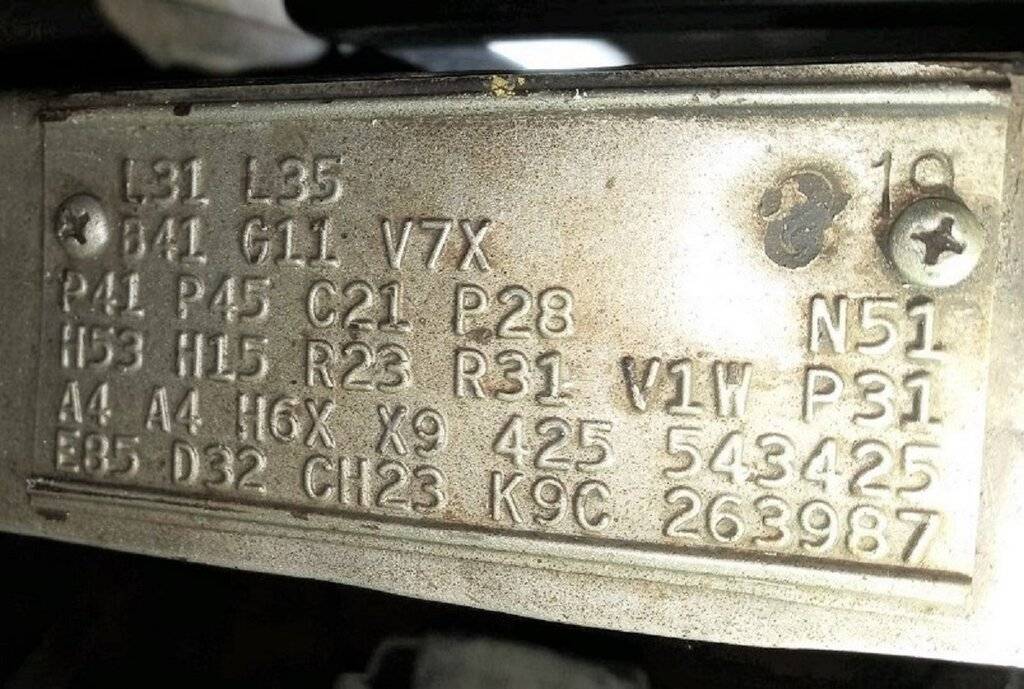 L31 L35 19
B41 G11 V7X
P41 P45 C21 P28 N51
H53 H15 R23 R31 V1W P31
A4 A4 H6X X9 425 543425
E85 D32 CH23 K9C 263987